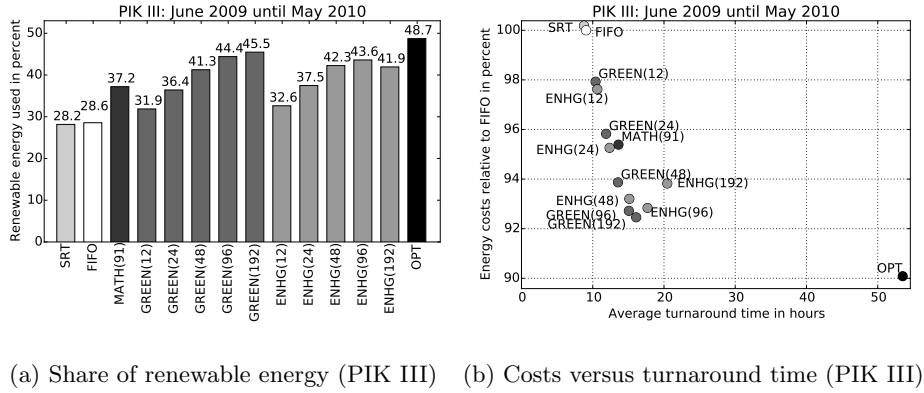 PIK III: June 2009 until May 2010
Renewable energy used in percent
50
40
30
20
10
0
28.2
28.6
37.2
31.9
36.4
41.3
44.4
45.5
32.6
37.5
42.3
43.6
41.9
48.7
SRT
FIFO
MATH(91)
GREEN(12)
GREEN(24)
GREEN(48)
GREEN(96)
GREEN(192)
ENHG(12)
ENHG(24)
ENHG(48)
ENHG(96)
ENHG(192)
OPT
(a) Share of renewable energy (PIK III)
PIK III: June 2009 until May 2010
Energy costs relative to FIFO in percent
100
98
96
94
92
90
SRT
FIFO
GREEN(12)
ENHG(12)
GREEN(24)
MATH(91)
ENHG(24)
GREEN(48)
ENHG(192)
ENHG(48)
ENHG(96)
GREEN(96)
GREEN(192)
OPT
0
10
20
30
40
50
Average turnaround time in hours
(b) Costs versus turnaround time (PIK III)